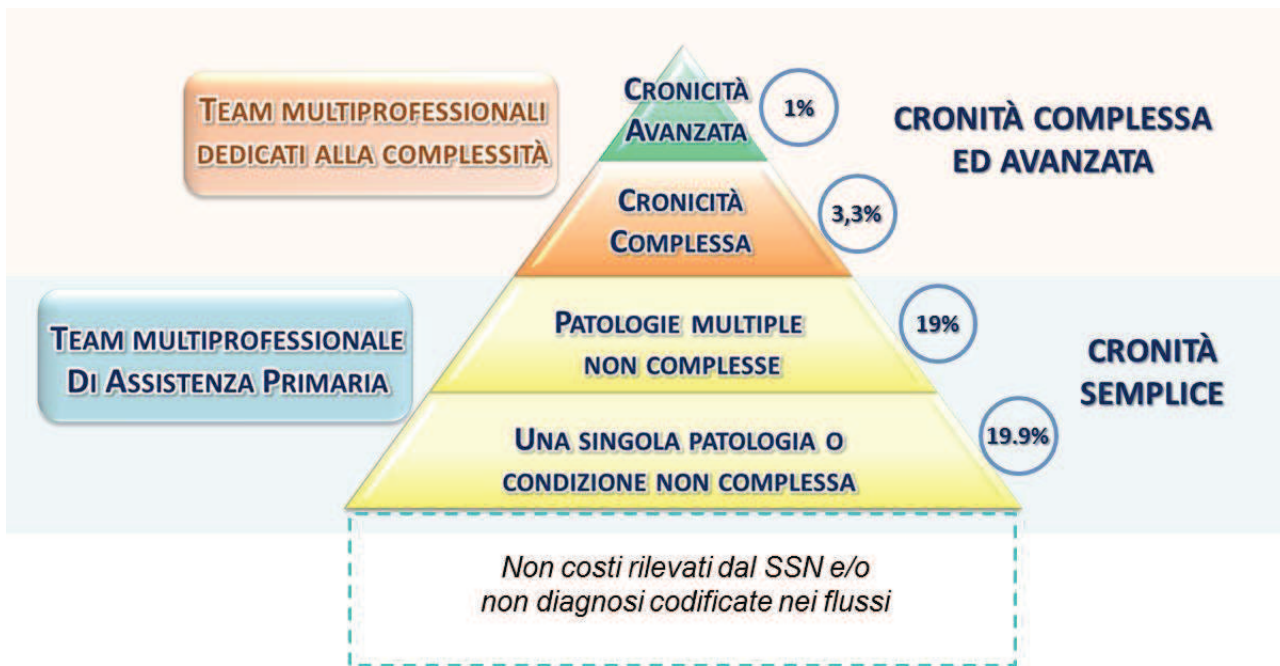 TEAM MULTIPROFESSIONALI
DEDICATI ALLA COMPLESSITÀ
CRONICITÀ
AVANZATA
1%
CRONITÀ COMPLESSA
ED AVANZATA
CRONICITÀ
COMPLESSA
3,3%
TEAM MULTIPROFESSIONALE
DI ASSISTENZA PRIMARIA
PATOLOGIE MULTIPLE
NON COMPLESSE
19%
CRONITÀ
SEMPLICE
UNA SINGOLA PATOLOGIA O
CONDIZIONE NON COMPLESSA
19.9%
Non costi rilevati dal SSN e/o
non diagnosi codificate nei flussi